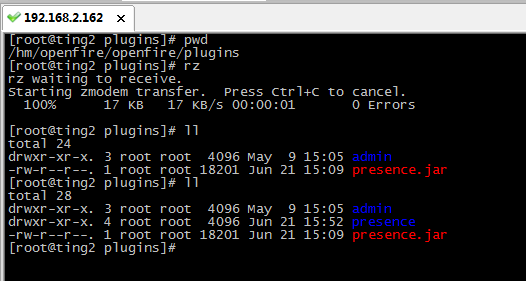 192.168.2.162 ×
[root@ting2 plugins]# pwd
/hm/openfire/openfire/plugins
[root@ting2 plugins]# rz
rz waiting to receive.
Starting zmodem transfer.  Press Ctrl+C to cancel.
  100%      17 KB   17 KB/s 00:00:01       0 Errors

[root@ting2 plugins]# ll
total 24
drwxr-xr-x. 3 root root  4096 May  9 15:05 admin
-rw-r--r--. 1 root root 18201 Jun 21 15:09 presence.jar
[root@ting2 plugins]# ll
total 28
drwxr-xr-x. 3 root root  4096 May  9 15:05 admin
drwxr-xr-x. 4 root root  4096 Jun 21 15:52 presence
-rw-r--r--. 1 root root 18201 Jun 21 15:09 presence.jar
[root@ting2 plugins]#